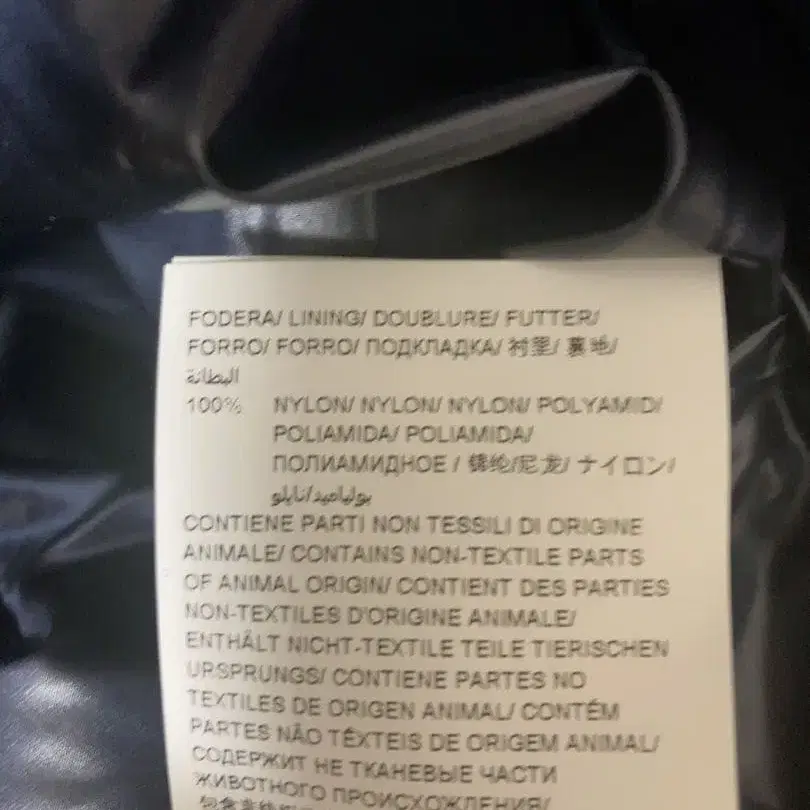 FODERA/ LINING/ DOUBLURE/ FUTTER/
FORRO/ FORRO/ ПОДКЛАДКА/ 衬里/ 裏地/
البطانة
100% NYLON/ NYLON/ NYLON/ POLYAMID/
POLIAMIDA/ POLIAMIDA/
ПОЛИАМИДНОЕ / 锦纶/尼龙/ ナイロン/
بولياميد/نايلو
CONTIENE PARTI NON TESSILI DI ORIGINE
ANIMALE/ CONTAINS NON-TEXTILE PARTS
OF ANIMAL ORIGIN/ CONTIENT DES PARTIES
NON-TEXTILES D'ORIGINE ANIMALE/
ENTHÄLT NICHT-TEXTILE TEILE TIERISCHEN
URSPRUNGS/ CONTIENE PARTES NO
TEXTILES DE ORIGEN ANIMAL/ CONTÉM
PARTES NÃO TÊXTEIS DE ORIGEM ANIMAL/
СОДЕРЖИТ НЕ ТКАНЕВЫЕ ЧАСТИ
ЖИВОТНОГО ПРОИСХОЖДЕНИЯ/